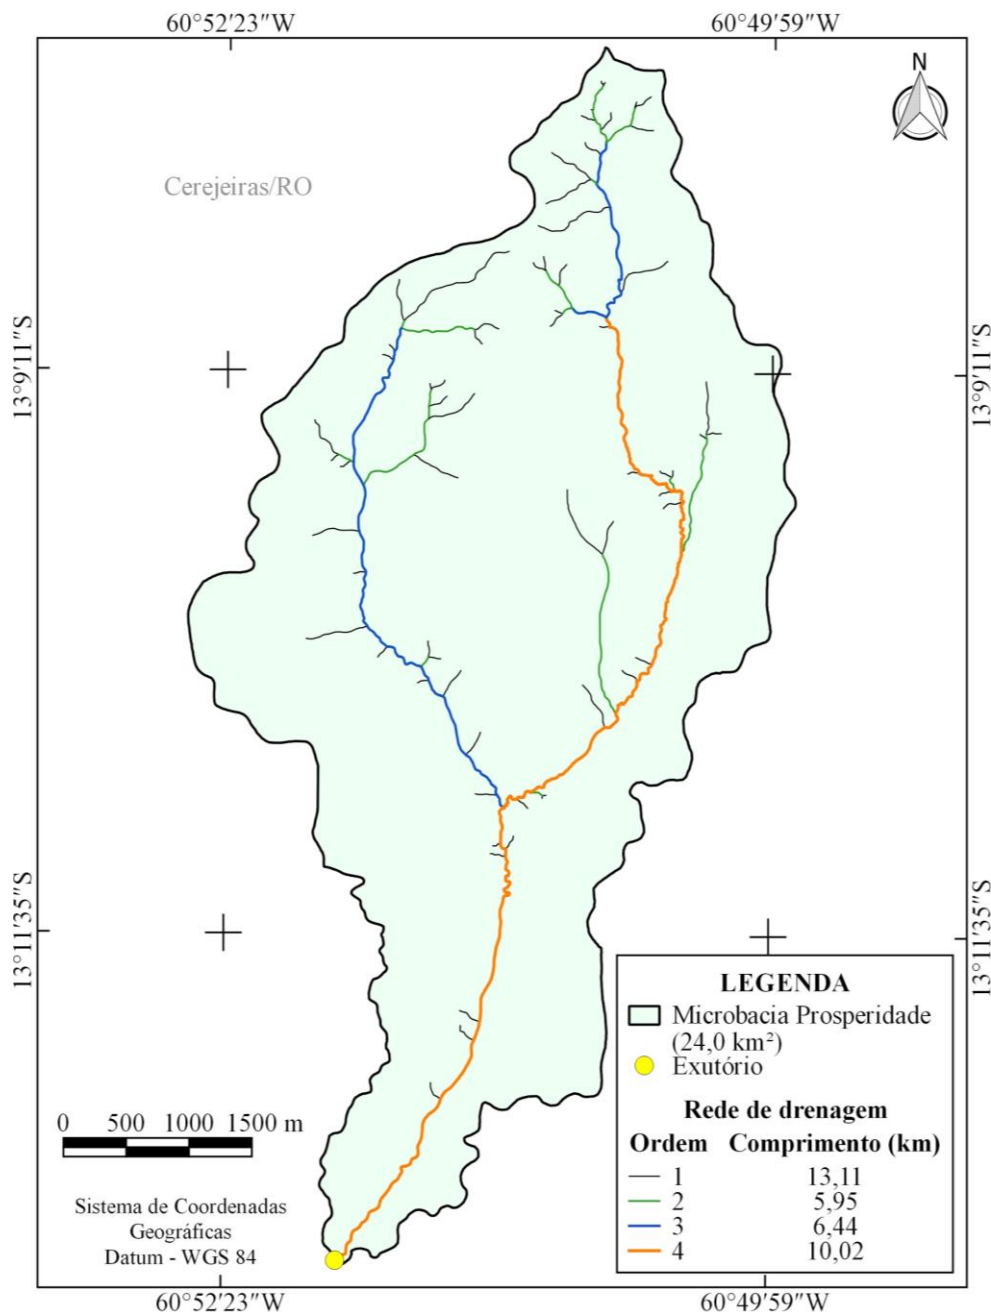 60°52'23"W 60°49'59"W
N
Cerejeiras/RO
13°9'11"S 13°9'11"S
13°11'35"S 13°11'35"S
LEGENDA
Microbacia Prosperidade
(24,0 km²)
Exutório
Rede de drenagem
Ordem Comprimento (km)
1 13,11
2 5,95
3 6,44
4 10,02
0 500 1000 1500 m
Sistema de Coordenadas
Geográficas
Datum - WGS 84
60°52'23"W 60°49'59"W